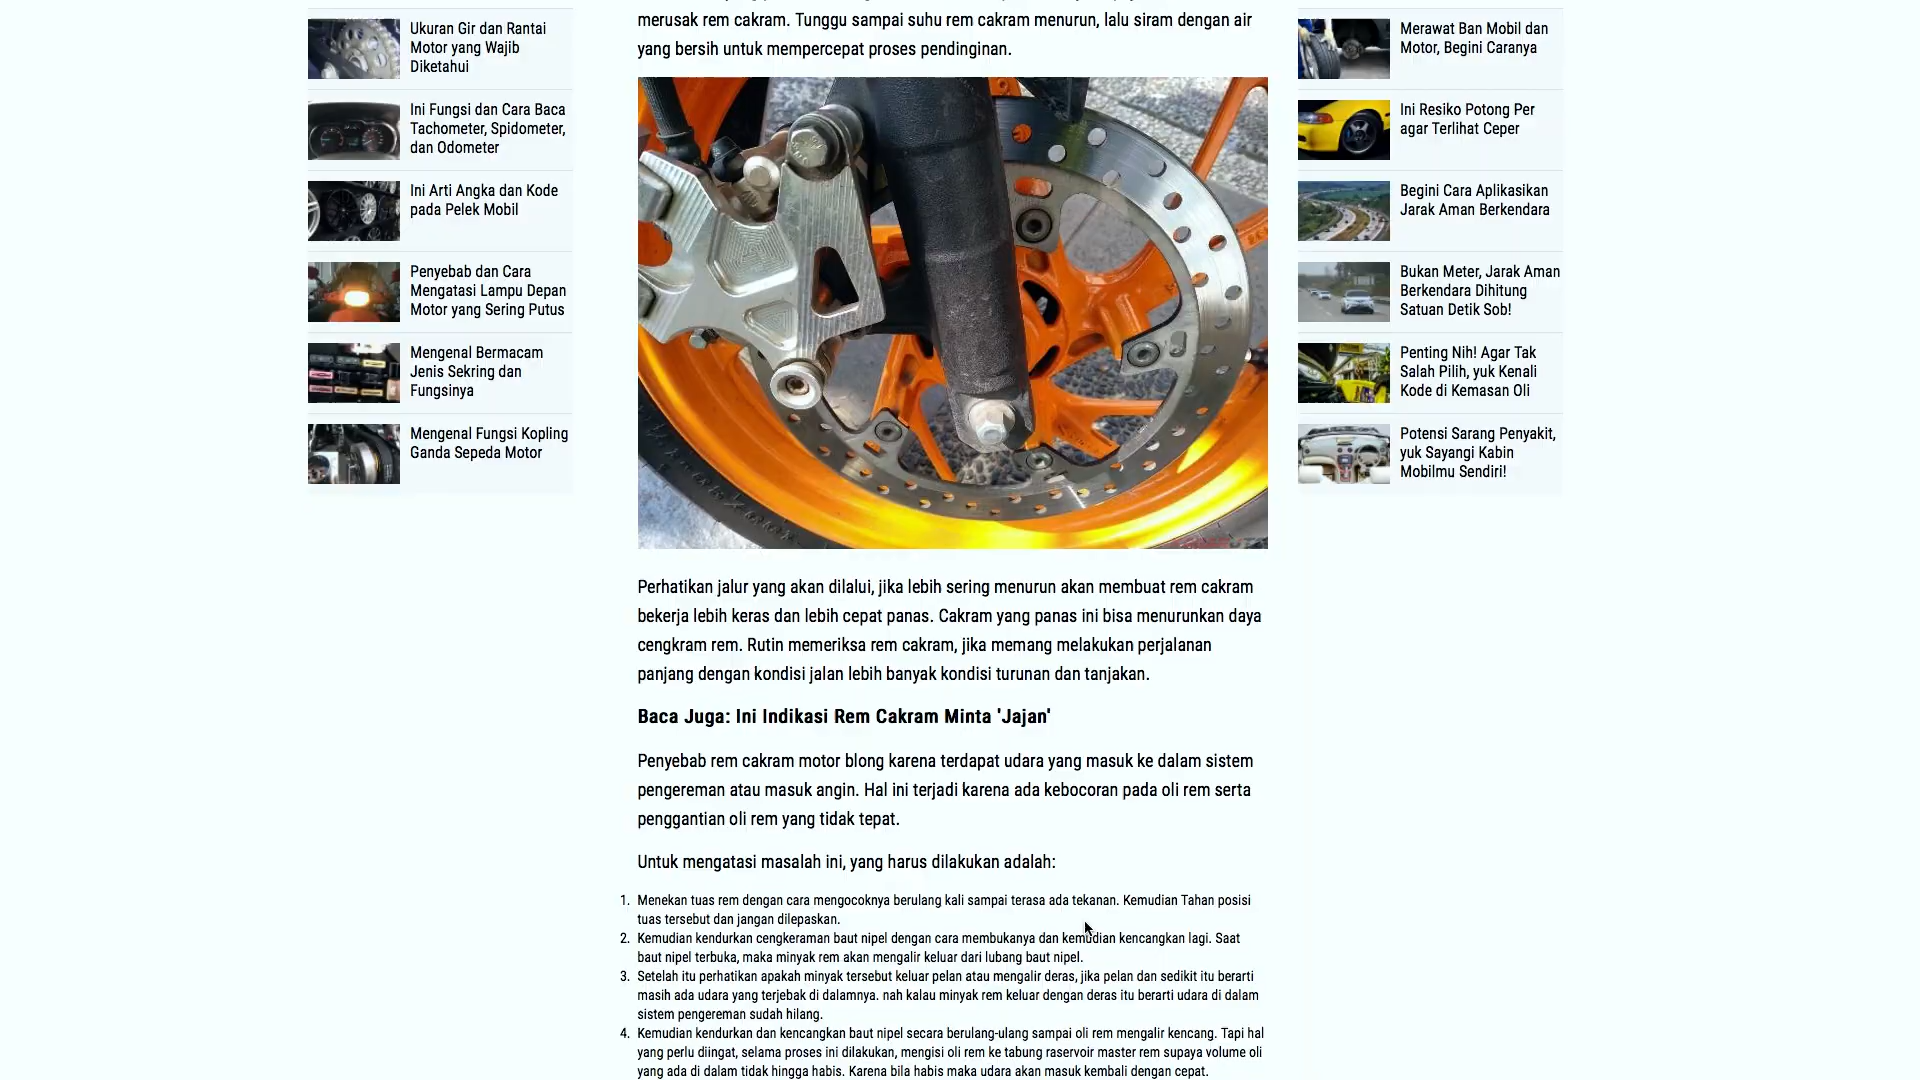 Ukuran Gir dan Rantai
Motor yang Wajib
Diketahui
Ini Fungsi dan Cara Baca
Tachometer, Spidometer,
dan Odometer
Ini Arti Angka dan Kode
pada Pelek Mobil
Penyebab dan Cara
Mengatasi Lampu Depan
Motor yang Sering Putus
Mengenal Bermacam
Jenis Sekring dan
Fungsinya
Mengenal Fungsi Kopling
Ganda Sepeda Motor
merusak rem cakram. Tunggu sampai suhu rem cakram menurun, lalu siram dengan air
yang bersih untuk mempercepat proses pendinginan.
Perhatikan jalur yang akan dilalui, jika lebih sering menurun akan membuat rem cakram
bekerja lebih keras dan lebih cepat panas. Cakram yang panas ini bisa menurunkan daya
cengkram rem. Rutin memeriksa rem cakram, jika memang melakukan perjalanan
panjang dengan kondisi jalan lebih banyak kondisi turunan dan tanjakan.
Baca Juga: Ini Indikasi Rem Cakram Minta 'Jajan'
Penyebab rem cakram motor blong karena terdapat udara yang masuk ke dalam sistem
pengereman atau masuk angin. Hal ini terjadi karena ada kebocoran pada oli rem serta
penggantian oli rem yang tidak tepat.
Untuk mengatasi masalah ini, yang harus dilakukan adalah:
1. Menekan tuas rem dengan cara mengocoknya berulang kali sampai terasa ada tekanan. Kemudian Tahan posisi
tuas tersebut dan jangan dilepaskan.
2. Kemudian kendurkan cengkeraman baut nipel dengan cara membukanya dan kemudian kencangkan lagi. Saat
baut nipel terbuka, maka minyak rem akan mengalir keluar dari lubang baut nipel.
3. Setelah itu perhatikan apakah minyak tersebut keluar pelan atau mengalir deras, jika pelan dan sedikit itu berarti
masih ada udara yang terjebak di dalamnya. nah kalau minyak rem keluar dengan deras itu berarti udara di dalam
sistem pengereman sudah hilang.
4. Kemudian kendurkan dan kencangkan baut nipel secara berulang-ulang sampai oli rem mengalir kencang. Tapi hal
yang perlu diingat, selama proses ini dilakukan, mengisi oli rem ke tabung raservoir master rem supaya volume oli
yang ada di dalam tidak hingga habis. Karena bila habis maka udara akan masuk kembali dengan cepat.
Merawat Ban Mobil dan
Motor, Begini Caranya
Ini Resiko Potong Per
agar Terlihat Ceper
Begini Cara Aplikasikan
Jarak Aman Berkendara
Bukan Meter, Jarak Aman
Berkendara Dihitung
Satuan Detik Sob!
Penting Nih! Agar Tak
Salah Pilih, yuk Kenali
Kode di Kemasan Oli
Potensi Sarang Penyakit,
yuk Sayangi Kabin
Mobilmu Sendiri!